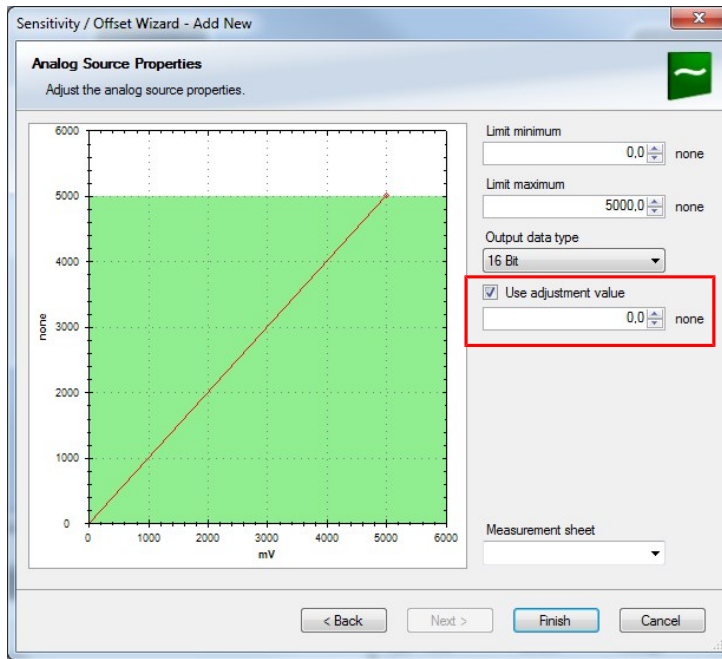 Sensitivity / Offset Wizard - Add New
Analog Source Properties
Adjust the analog source properties.
6000
5000
4000
3000
2000
1000
0
none
0 1000 2000 3000 4000 5000 6000
mV
Limit minimum
0,0 none
Limit maximum
5000,0 none
Output data type
16 Bit
Use adjustment value
0,0 none
Measurement sheet
< Back Next > Finish Cancel